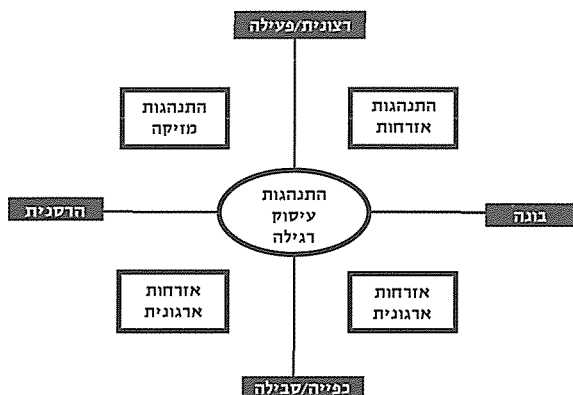 רצונית/פעילה
התנהגות
אזרחות
התנהגות
מזיקה
התנהגות
עיסוק
רגילה
בונה
הרסנית
אזרחות
ארגונית
אזרחות
ארגונית
כפייה/סבילה